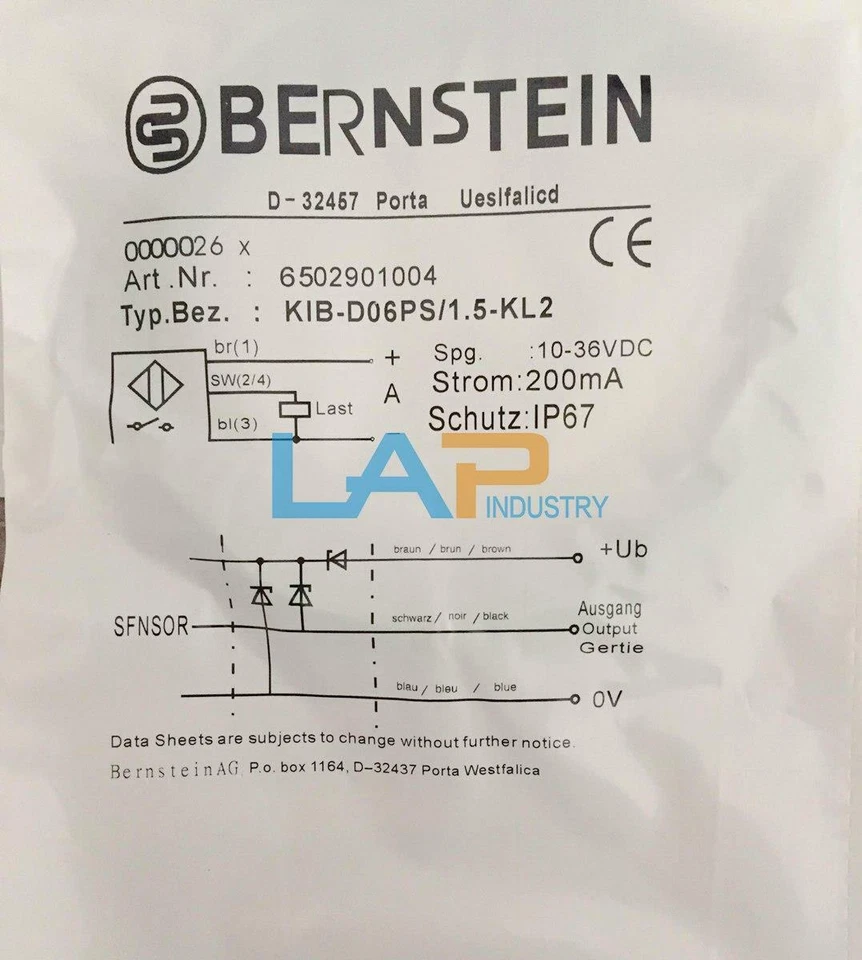 BERNSTEIN
D-32457 Porta Ueslfalicd
CE
0000026 x
Art.Nr. : 6502901004
Typ.Bez. : KIB-D06PS/1.5-KL2
br(1) + Spg. :10-36VDC
SW(2/4) A Strom:200mA
Last
bl(3) Schutz:IP67
LAP INDUSTRY
braun / brun / brown +Ub
Ausgang
SFNSOR schwarz / noir / black Output
Gertie
blau / bleu / blue 0V
Data Sheets are subjects to change without further notice.
Bernstein AG P.o. box 1164, D-32437 Porta Westfalica